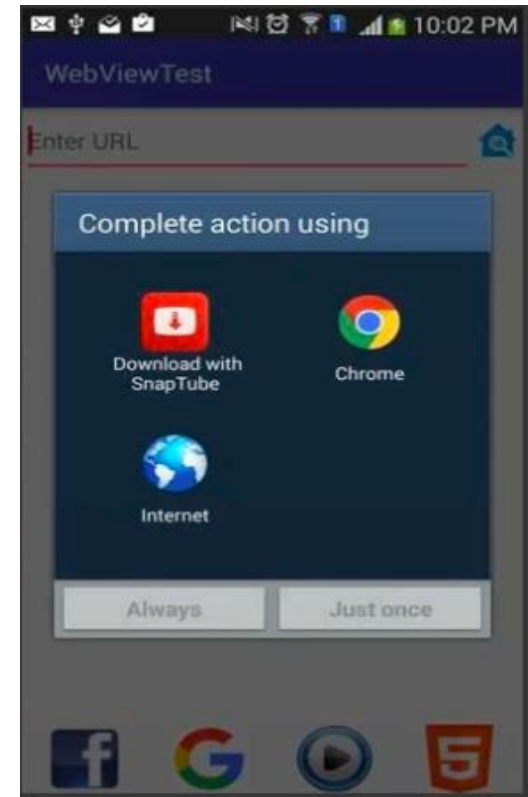 10:02 PM
WebViewTest
Enter URL
Complete action using
Download with
SnapTube
Chrome
Internet
Always
Just once